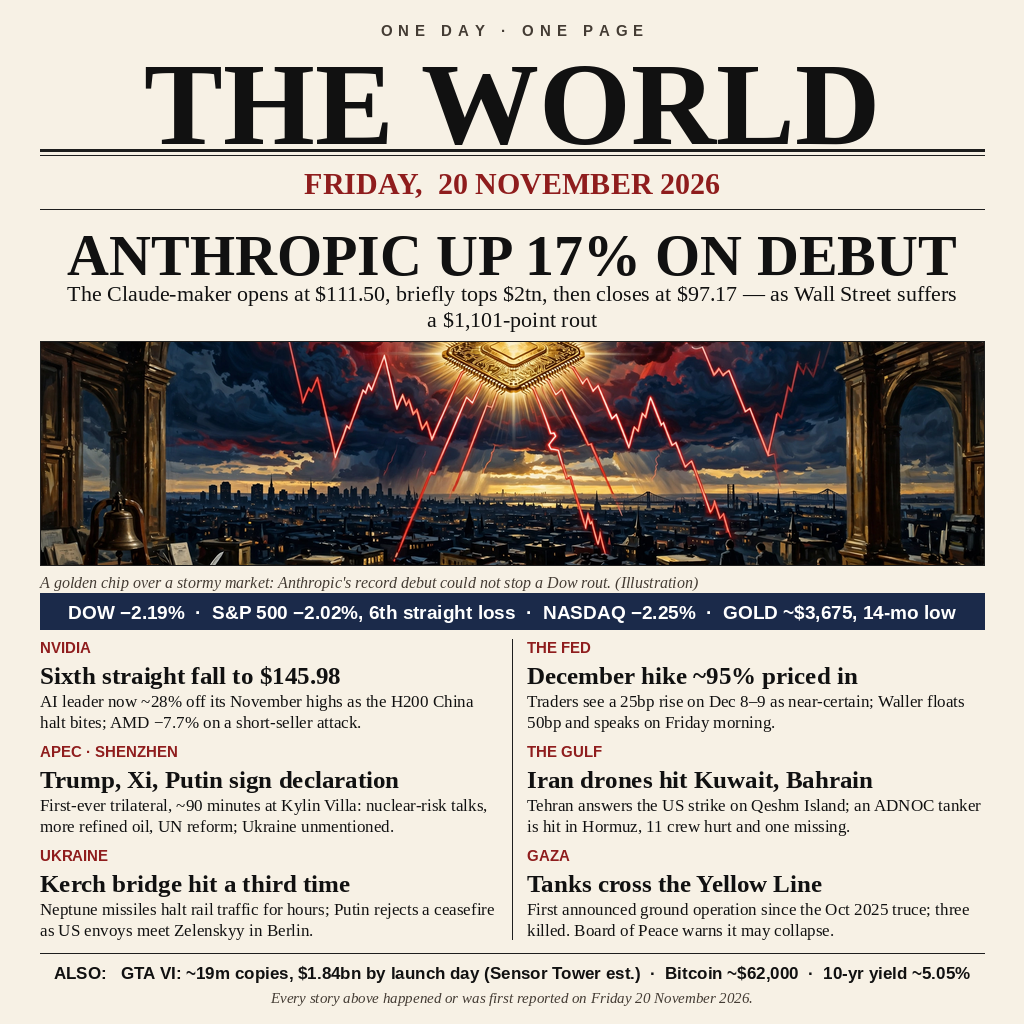 ONE DAY · ONE PAGE
THE WORLD
FRIDAY, 20 NOVEMBER 2026
ANTHROPIC UP 17% ON DEBUT
The Claude-maker opens at $111.50, briefly tops $2tn, then closes at $97.17 — as Wall Street suffers
a $1,101-point rout
A golden chip over a stormy market: Anthropic's record debut could not stop a Dow rout. (Illustration)
DOW −2.19% · S&P 500 −2.02%, 6th straight loss · NASDAQ −2.25% · GOLD ~$3,675, 14-mo low
NVIDIA
Sixth straight fall to $145.98
AI leader now ~28% off its November highs as the H200 China
halt bites; AMD −7.7% on a short-seller attack.
APEC · SHENZHEN
Trump, Xi, Putin sign declaration
First-ever trilateral, ~90 minutes at Kylin Villa: nuclear-risk talks,
more refined oil, UN reform; Ukraine unmentioned.
UKRAINE
Kerch bridge hit a third time
Neptune missiles halt rail traffic for hours; Putin rejects a ceasefire
as US envoys meet Zelenskyy in Berlin.
THE FED
December hike ~95% priced in
Traders see a 25bp rise on Dec 8–9 as near-certain; Waller floats
50bp and speaks on Friday morning.
THE GULF
Iran drones hit Kuwait, Bahrain
Tehran answers the US strike on Qeshm Island; an ADNOC tanker
is hit in Hormuz, 11 crew hurt and one missing.
GAZA
Tanks cross the Yellow Line
First announced ground operation since the Oct 2025 truce; three
killed. Board of Peace warns it may collapse.
ALSO: GTA VI: ~19m copies, $1.84bn by launch day (Sensor Tower est.) · Bitcoin ~$62,000 · 10-yr yield ~5.05%
Every story above happened or was first reported on Friday 20 November 2026.